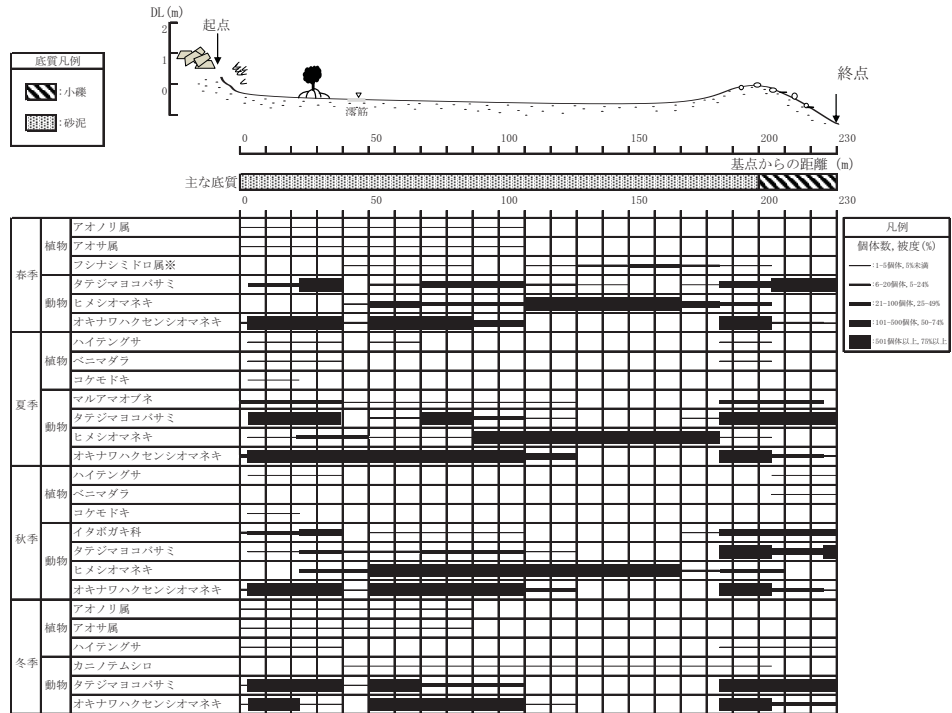 DL(m)
2
1
0
起点
終点
澪筋
底質凡例
:小礫
:砂泥
0 50 100 150 200 230
基点からの距離 (m)
主な底質
0 50 100 150 200 230
春季
植物
アオノリ属
アオサ属
フシナシミドロ属※
動物
タテジマヨコバサミ
ヒメシオマネキ
オキナワハクセンシオマネキ
夏季
植物
ハイテングサ
ベニマダラ
コケモドキ
動物
マルアマオブネ
タテジマヨコバサミ
ヒメシオマネキ
オキナワハクセンシオマネキ
秋季
植物
ハイテングサ
ベニマダラ
コケモドキ
動物
イタボガキ科
タテジマヨコバサミ
ヒメシオマネキ
オキナワハクセンシオマネキ
冬季
植物
アオノリ属
アオサ属
ハイテングサ
動物
カニノテムシロ
タテジマヨコバサミ
オキナワハクセンシオマネキ
凡例
個体数,被度(%)
:1-5個体,5%未満
:6-20個体,5-24%
:21-100個体,25-49%
:101-500個体,50-74%
:501個体以上,75%以上